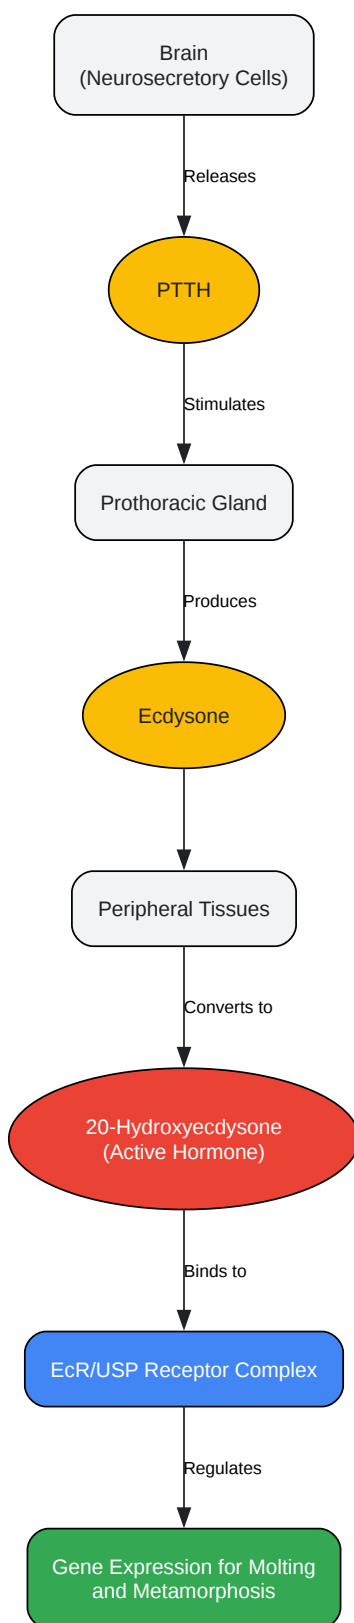 Brain
(Neurosecretory Cells)
Releases
PTTH
Stimulates
Prothoracic Gland
Produces
Ecdysone
Peripheral Tissues
Converts to
20-Hydroxyecdysone
(Active Hormone)
Binds to
EcR/USP Receptor Complex
Regulates
Gene Expression for Molting
and Metamorphosis